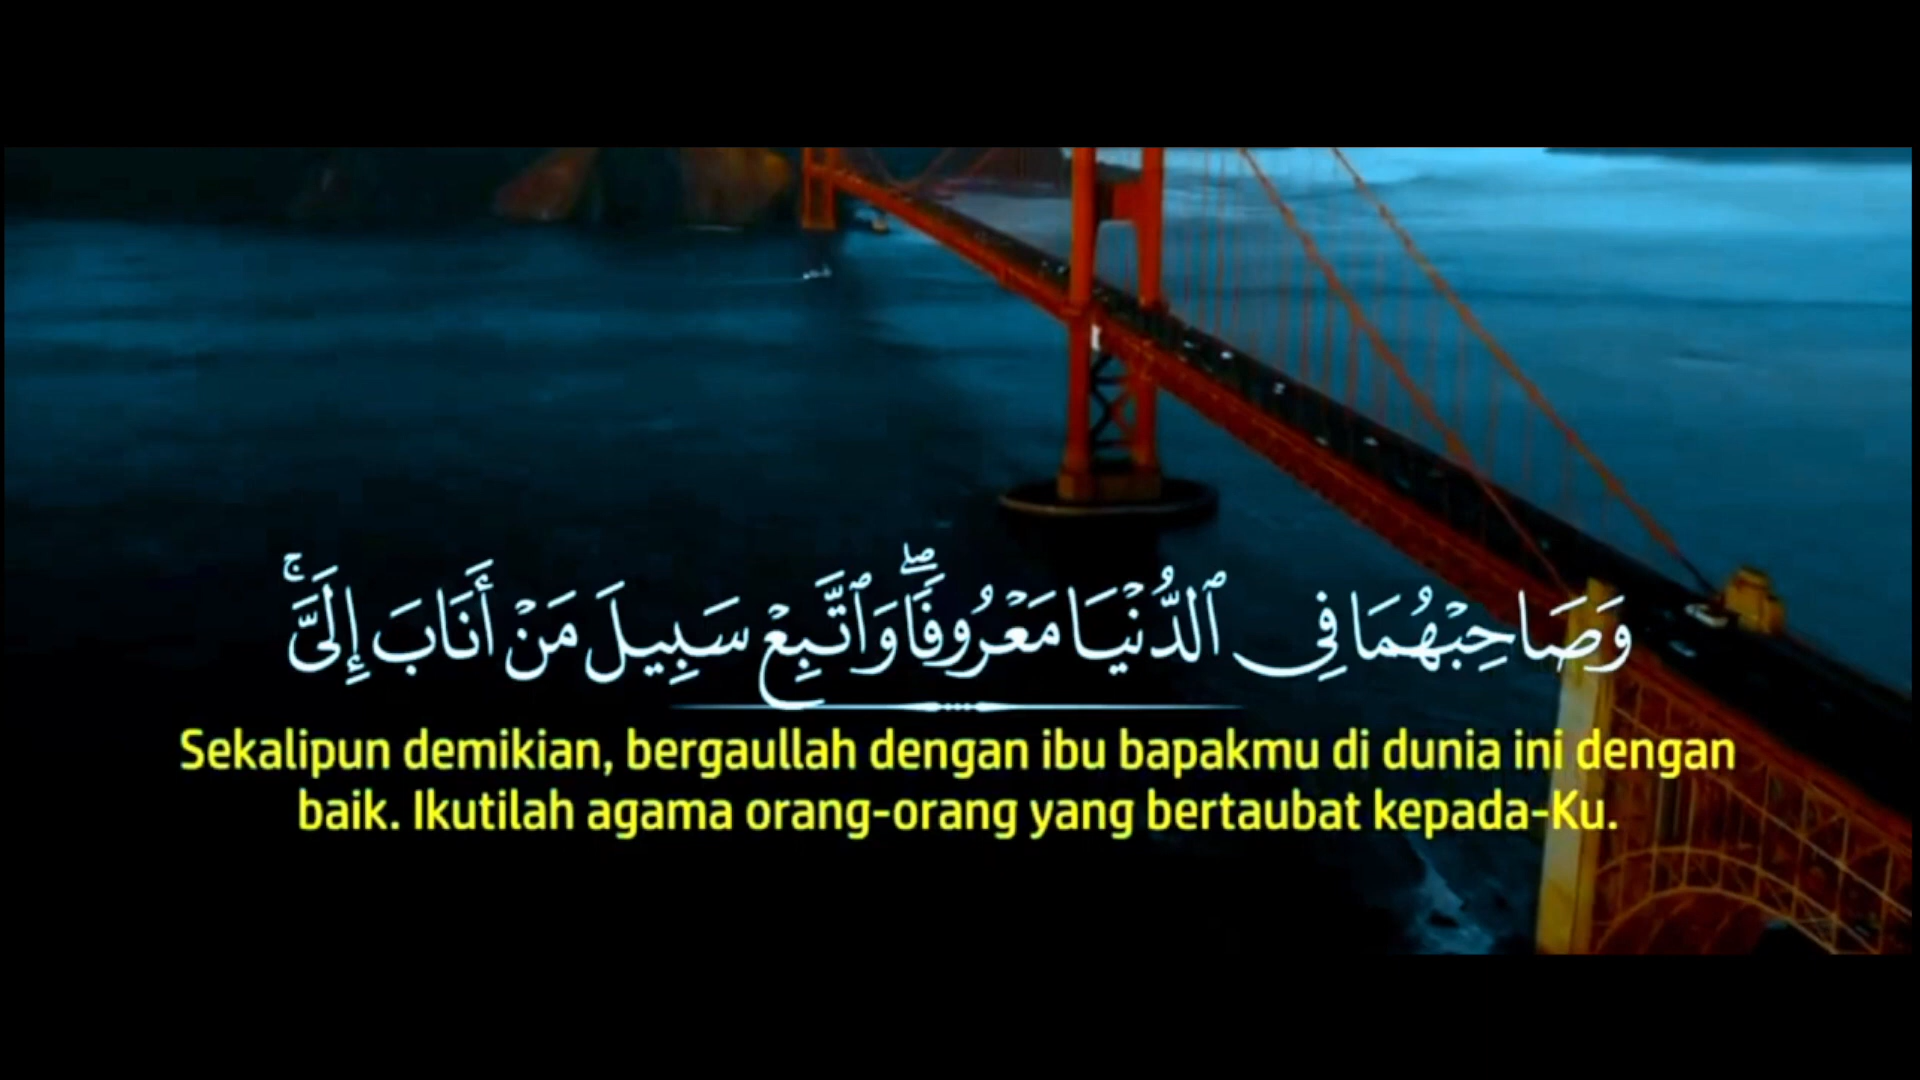 وَصَاحِبْهُمَا فِى ٱلدُّنْيَا مَعْرُوفًاۖ وَٱتَّبِعْ سَبِيلَ مَنْ أَنَابَ إِلَىَّۚ
Sekalipun demikian, bergaullah dengan ibu bapakmu di dunia ini dengan
baik. Ikutilah agama orang-orang yang bertaubat kepada-Ku.